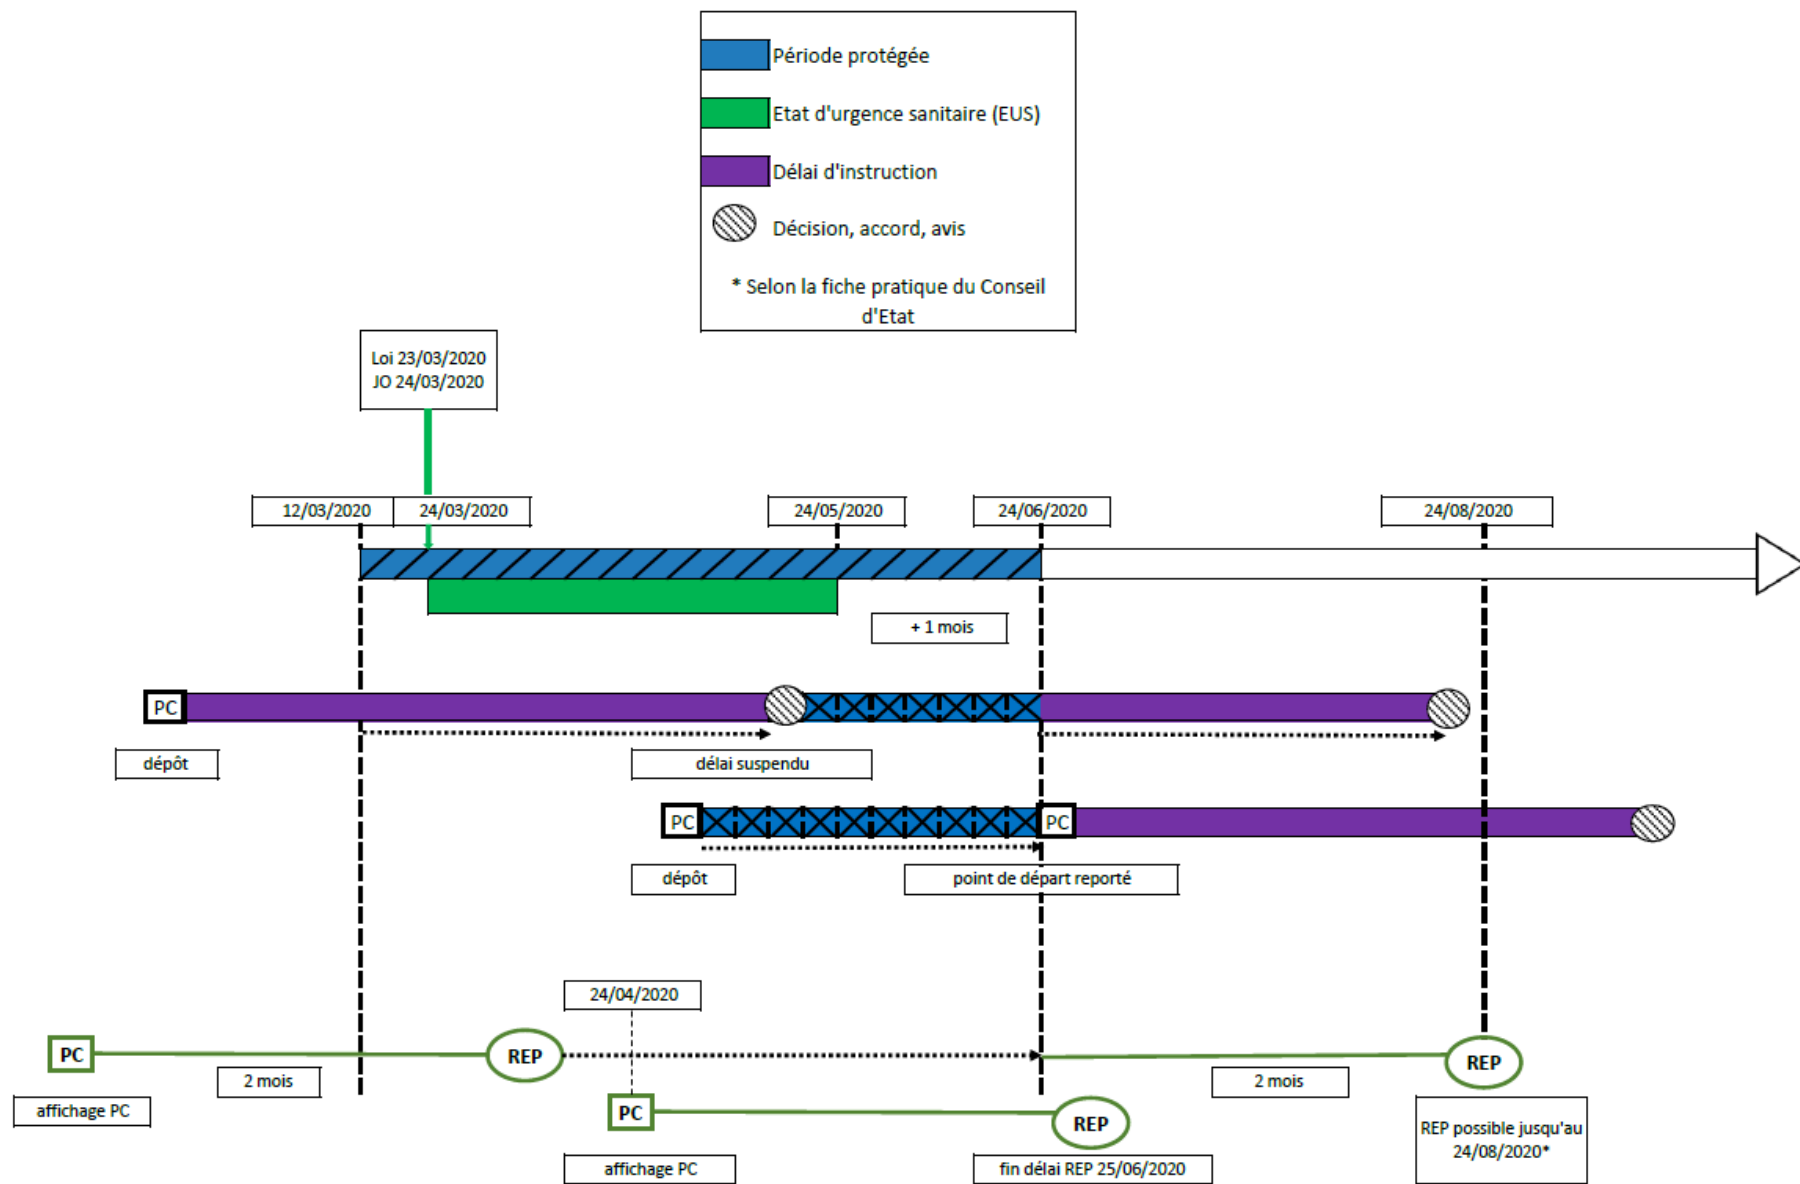 Période protégée
Etat d'urgence sanitaire (EUS)
Délai d'instruction
Décision, accord, avis
* Selon la fiche pratique du Conseil
d'Etat
Loi 23/03/2020
JO 24/03/2020
12/03/2020
24/03/2020
24/05/2020
24/06/2020
24/08/2020
+ 1 mois
PC
dépôt
délai suspendu
PC
PC
dépôt
point de départ reporté
24/04/2020
PC
REP
REP
2 mois
2 mois
affichage PC
PC
REP
REP possible jusqu'au
24/08/2020*
affichage PC
fin délai REP 25/06/2020